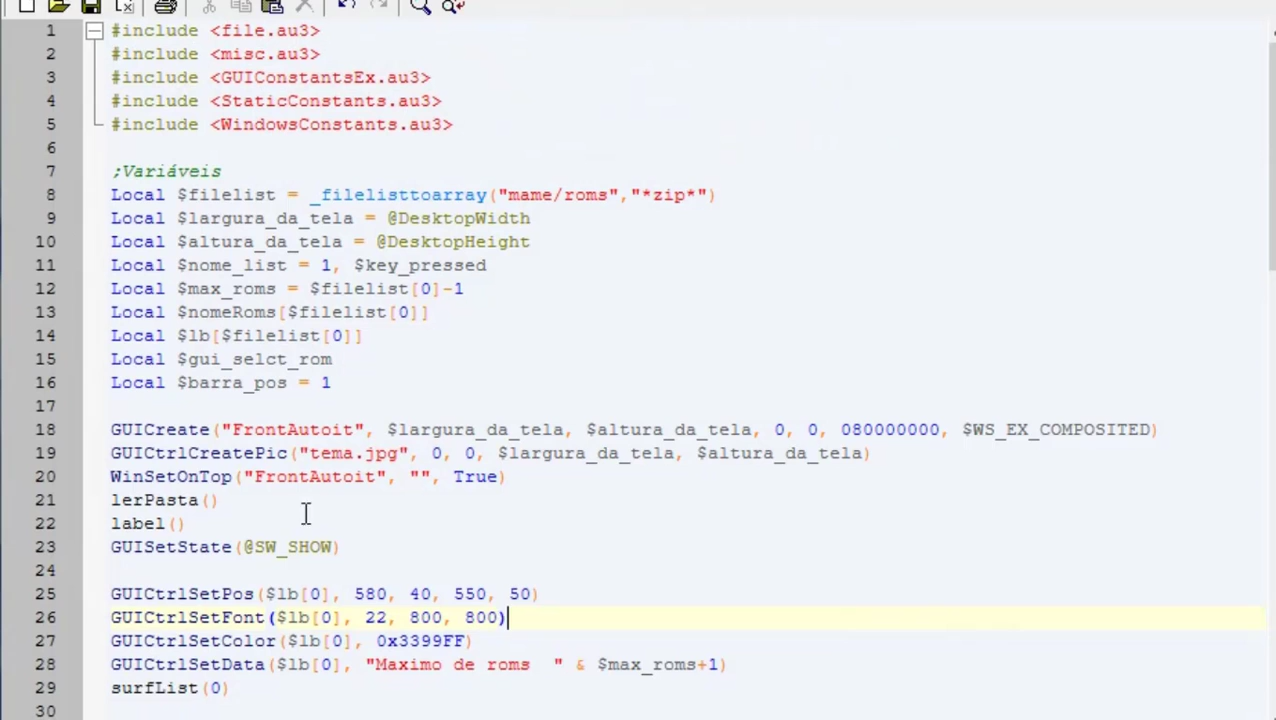 1 #include <file.au3>
2 #include <misc.au3>
3 #include <GUIConstantsEx.au3>
4 #include <StaticConstants.au3>
5 #include <WindowsConstants.au3>
6
7 ;Variáveis
8 Local $filelist = _filelisttoarray("mame/roms","*zip*")
9 Local $largura_da_tela = @DesktopWidth
10 Local $altura_da_tela = @DesktopHeight
11 Local $nome_list = 1, $key_pressed
12 Local $max_roms = $filelist[0]-1
13 Local $nomeRoms[$filelist[0]]
14 Local $lb[$filelist[0]]
15 Local $gui_selct_rom
16 Local $barra_pos = 1
17
18 GUICreate("FrontAutoit", $largura_da_tela, $altura_da_tela, 0, 0, 080000000, $WS_EX_COMPOSITED)
19 GUICtrlCreatePic("tema.jpg", 0, 0, $largura_da_tela, $altura_da_tela)
20 WinSetOnTop("FrontAutoit", "", True)
21 lerPasta()
22 label()
23 GUISetState(@SW_SHOW)
24
25 GUICtrlSetPos($lb[0], 580, 40, 550, 50)
26 GUICtrlSetFont($lb[0], 22, 800, 800)
27 GUICtrlSetColor($lb[0], 0x3399FF)
28 GUICtrlSetData($lb[0], "Maximo de roms  " & $max_roms+1)
29 surfList(0)
30